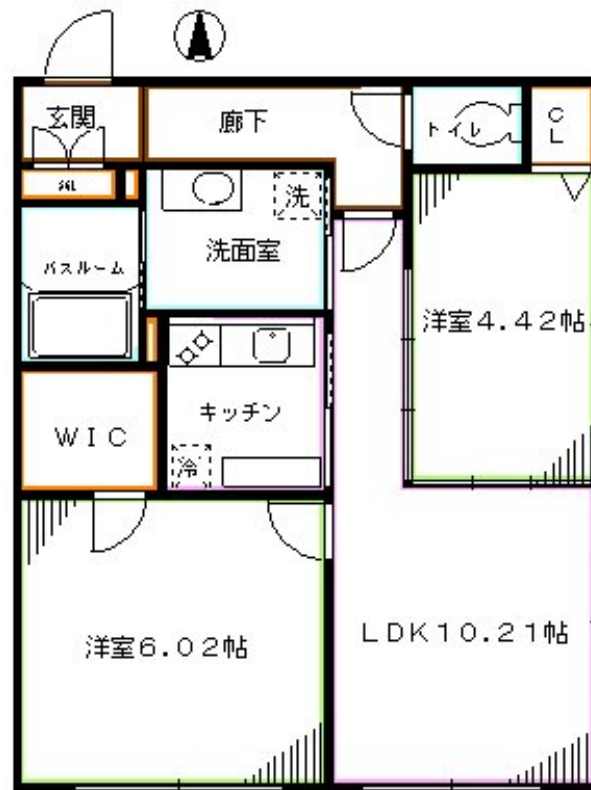 玄関
廊下
トイレ
CL
洗
洗面室
バスルーム
洋室4.42帖
キッチン
WIC
冷
LDK10.21帖
洋室6.02帖